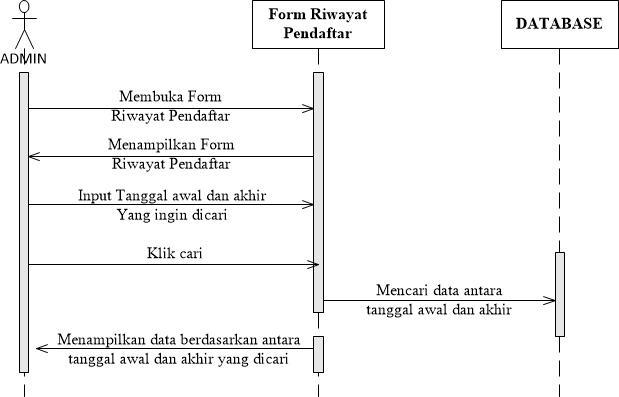 Form Riwayat
Pendaftar
DATABASE
ADMIN
Membuka Form
Riwayat Pendaftar
Menampilkan Form
Riwayat Pendaftar
Input Tanggal awal dan akhir
Yang ingin dicari
Klik cari
Mencari data antara
tanggal awal dan akhir
Menampilkan data berdasarkan antara
tanggal awal dan akhir yang dicari